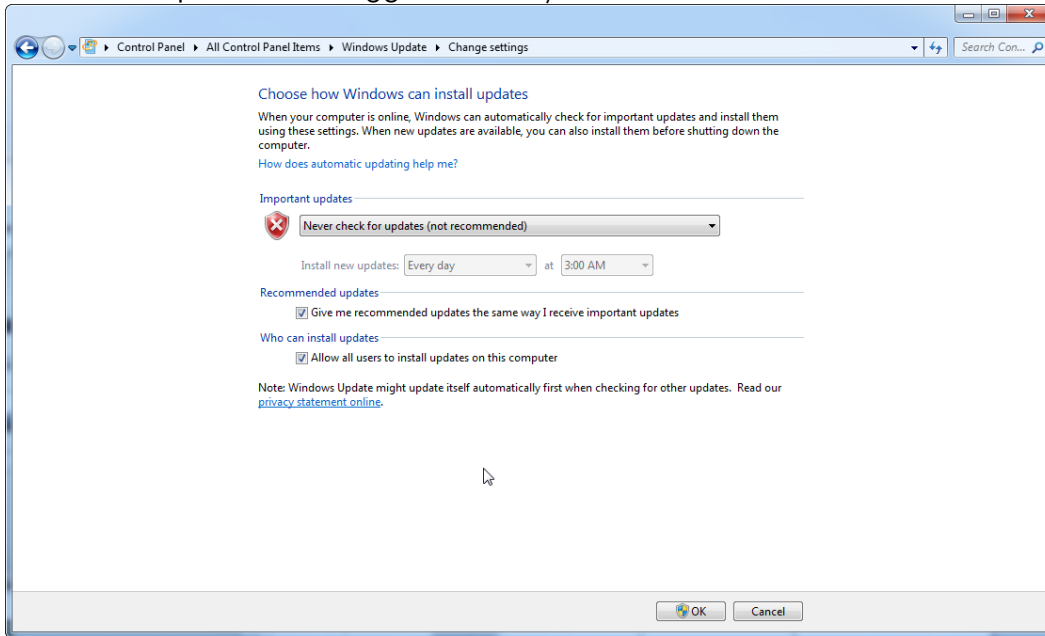 Control Panel ▸ All Control Panel Items ▸ Windows Update ▸ Change settings
Search Con...
Choose how Windows can install updates
When your computer is online, Windows can automatically check for important updates and install them
using these settings. When new updates are available, you can also install them before shutting down the
computer.
How does automatic updating help me?
Important updates
Never check for updates (not recommended)
Install new updates: Every day at 3:00 AM
Recommended updates
Give me recommended updates the same way I receive important updates
Who can install updates
Allow all users to install updates on this computer
Note: Windows Update might update itself automatically first when checking for other updates. Read our
privacy statement online.
OK Cancel